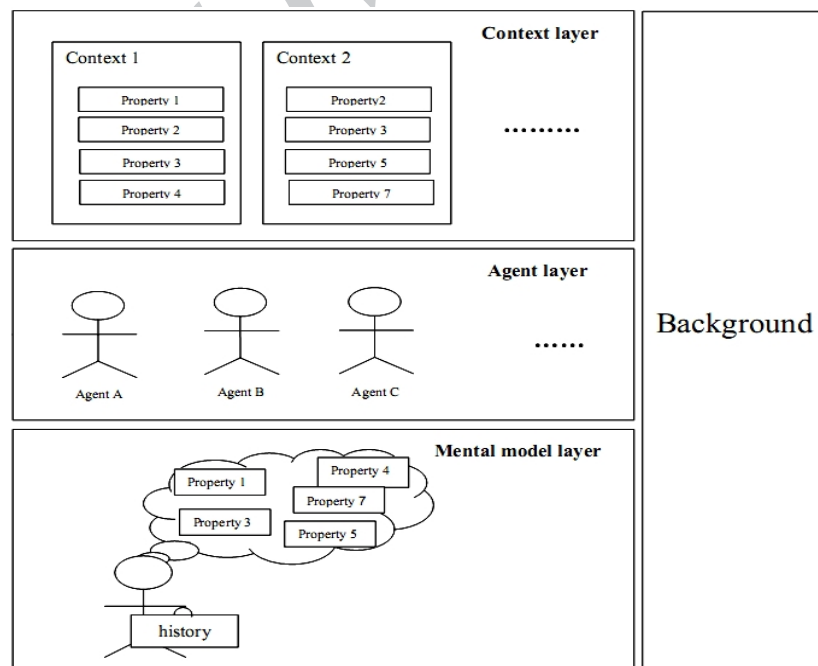 Context layer
Context 1
Property 1
Property 2
Property 3
Property 4
Context 2
Property2
Property 3
Property 5
Property 7
.........
Agent layer
Agent A
Agent B
Agent C
......
Mental model layer
Property 1
Property 4
Property 7
Property 3
Property 5
history
Background